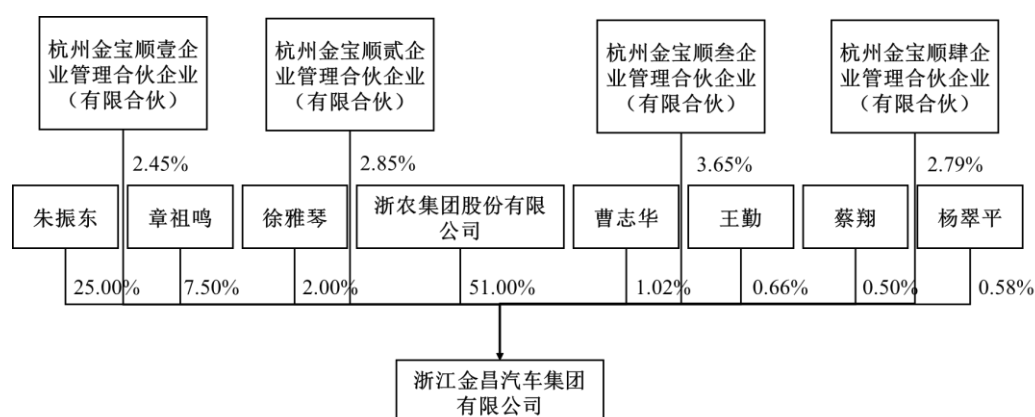 杭州金宝顺壹企
业管理合伙企业
（有限合伙）
杭州金宝顺贰企
业管理合伙企业
（有限合伙）
杭州金宝顺叁企
业管理合伙企业
（有限合伙）
杭州金宝顺肆企
业管理合伙企业
（有限合伙）
2.45%
2.85%
3.65%
2.79%
朱振东
章祖鸣
徐雅琴
浙农集团股份有限
公司
曹志华
王勤
蔡翔
杨翠平
25.00%
7.50%
2.00%
51.00%
1.02%
0.66%
0.50%
0.58%
浙江金昌汽车集团
有限公司